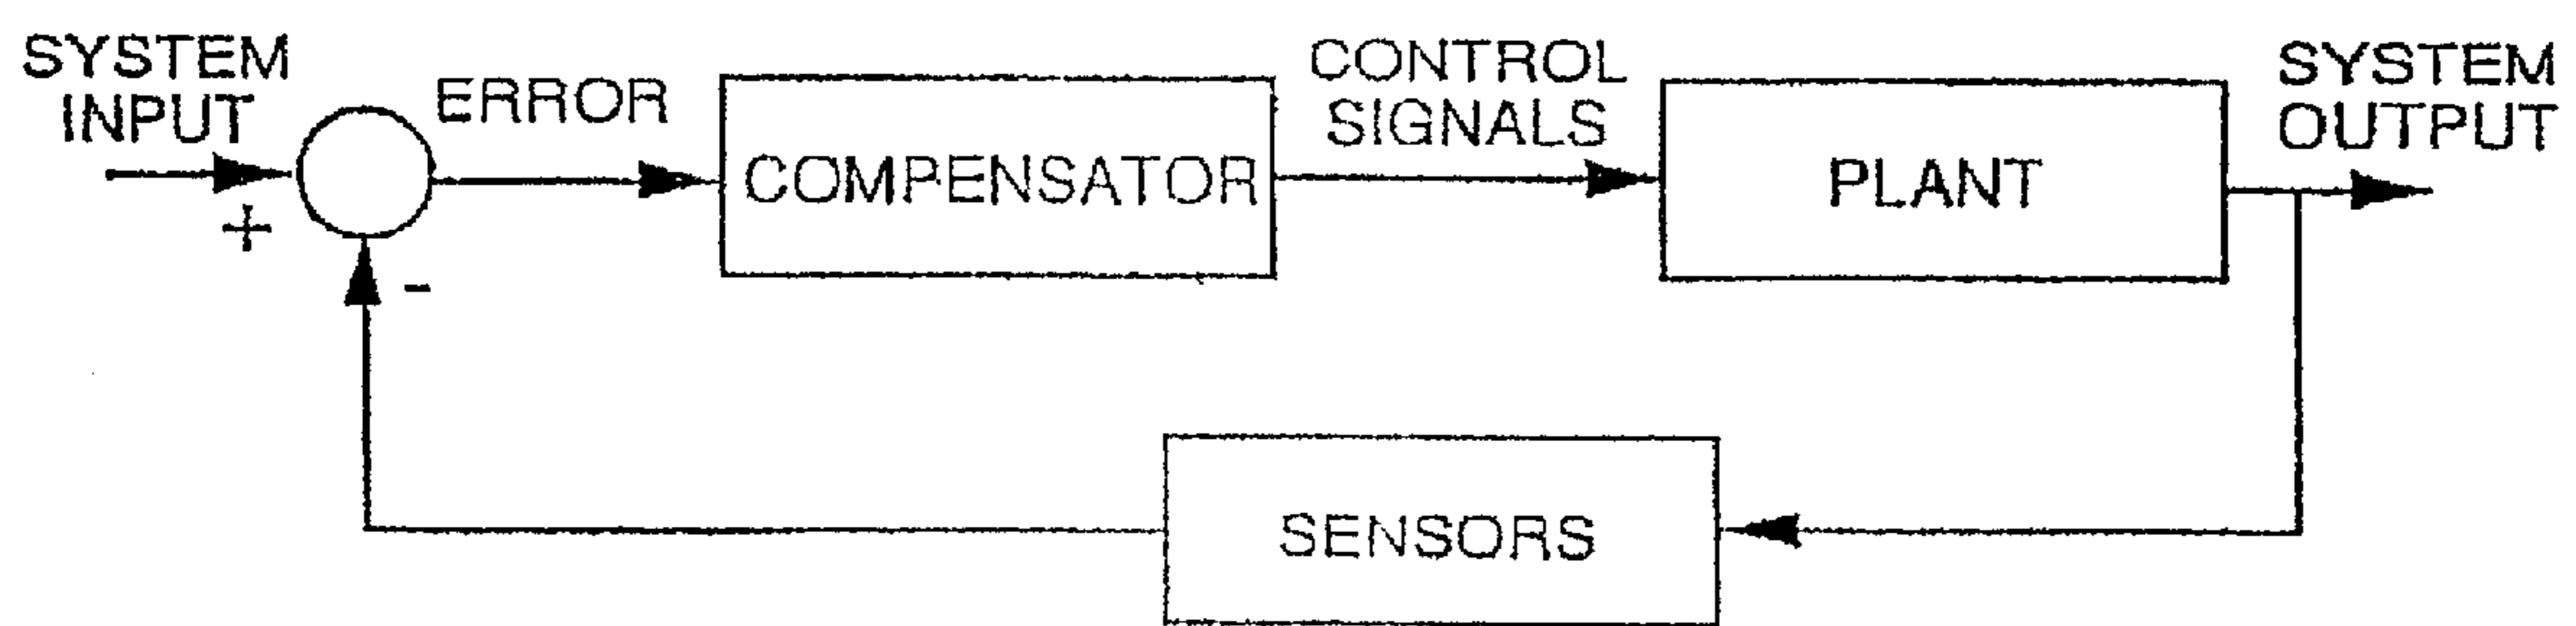 SYSTEM
INPUT
+
-
ERROR
COMPENSATOR
CONTROL
SIGNALS
PLANT
SYSTEM
OUTPUT
SENSORS